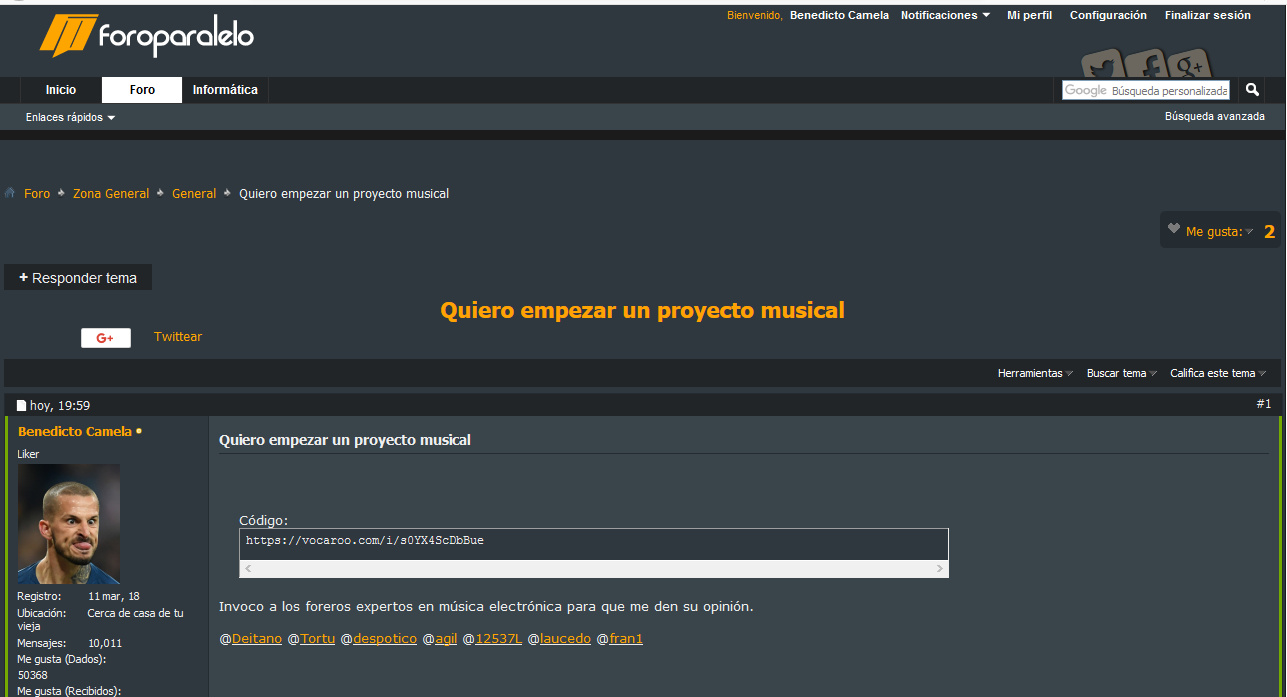 foroparalelo
Bienvenido, Benedicto Camela Notificaciones Mi perfil Configuración Finalizar sesión
G+
Inicio Foro Informática
Google Búsqueda personalizada
Enlaces rápidos
Búsqueda avanzada
Foro Zona General General Quiero empezar un proyecto musical
Me gusta: 2
+ Responder tema
Quiero empezar un proyecto musical
G+ Twittear
Herramientas Buscar tema Califica este tema
hoy, 19:59 #1
Benedicto Camela
Liker
Registro: 11 mar, 18
Ubicación: Cerca de casa de tu
vieja
Mensajes: 10,011
Me gusta (Dados):
50368
Me gusta (Recibidos):
Quiero empezar un proyecto musical
Código:
https://vocaroo.com/i/s0YX4ScDbBue
Invoco a los foreros expertos en música electrónica para que me den su opinión.
@Deitano @Tortu @despotico @agil @12537L @laucedo @fran1